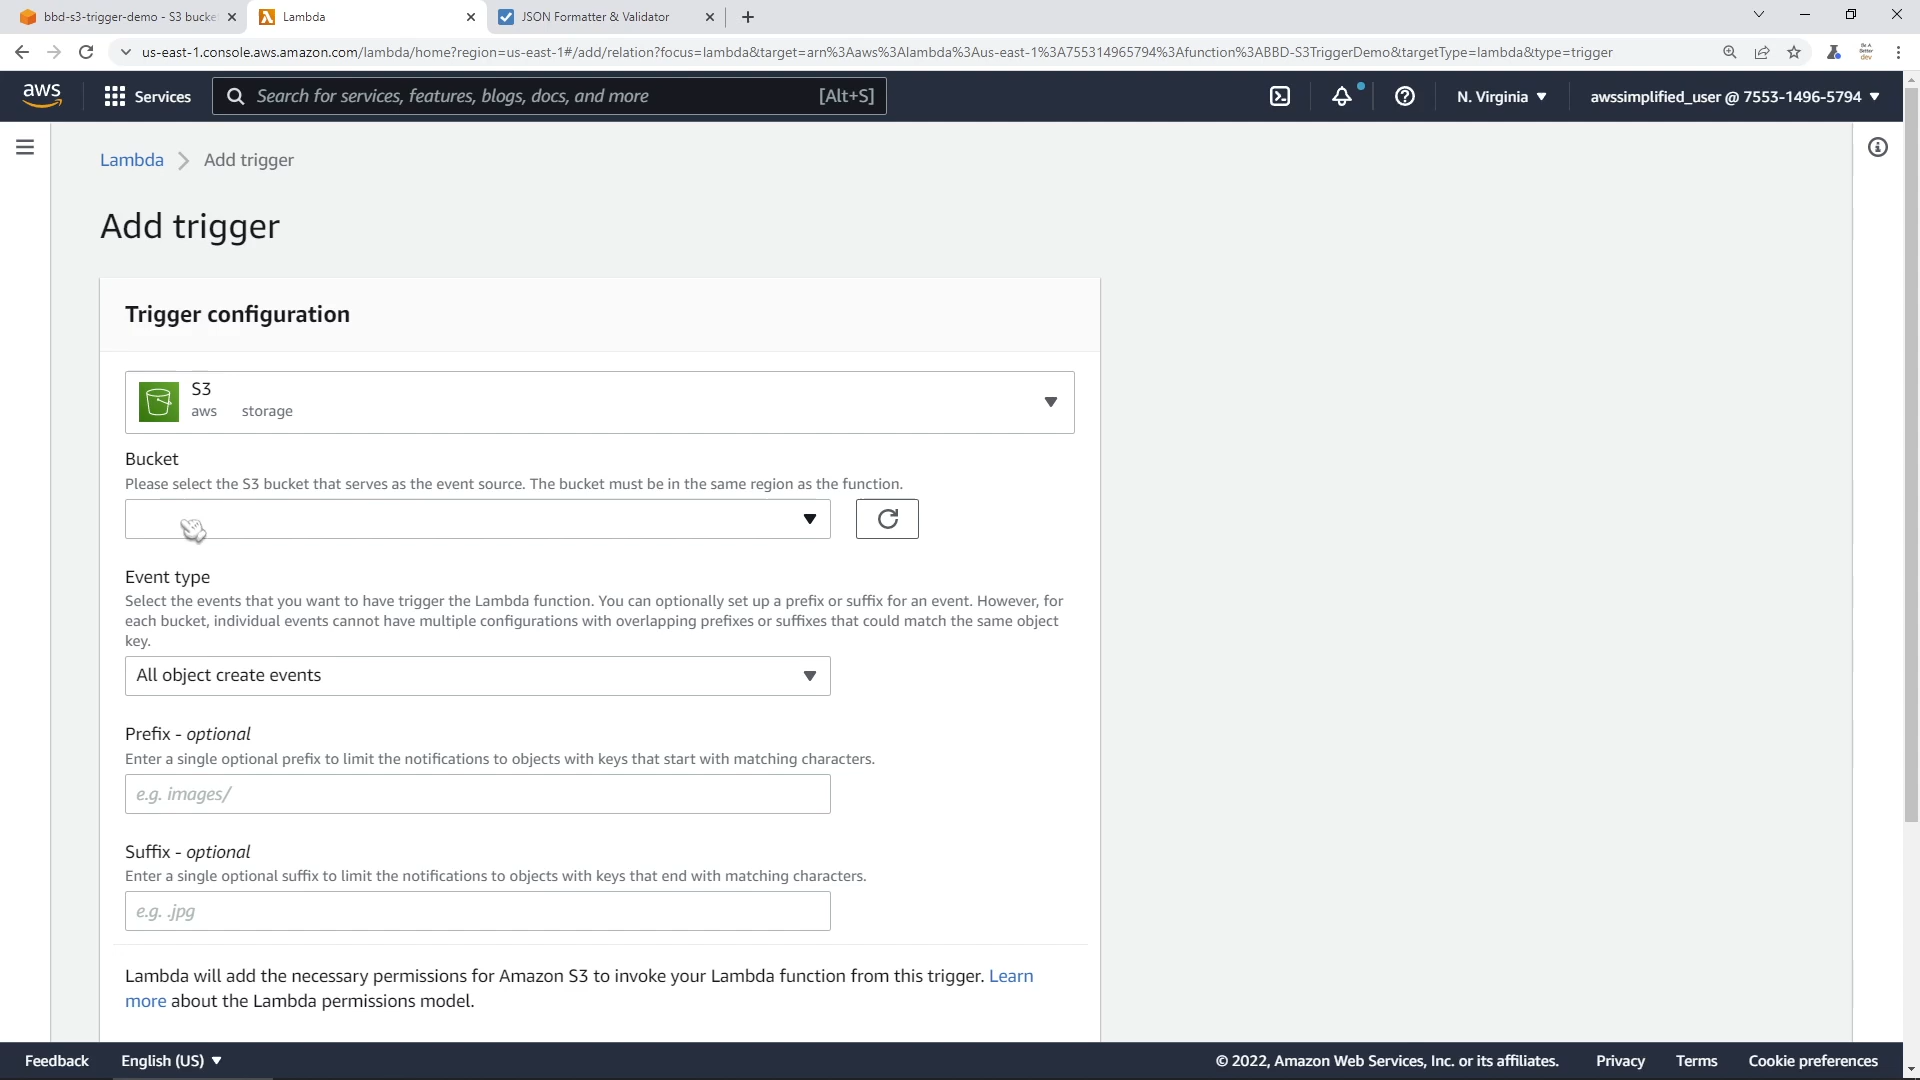 bbd-s3-trigger-demo - S3 bucke
Lambda
JSON Formatter & Validator
us-east-1.console.aws.amazon.com/lambda/home?region=us-east-1#/add/relation?focus=lambda&target=arn%3Aaws%3Alambda%3Aus-east-1%3A755314965794%3Afunction%3ABBD-S3TriggerDemo&targetType=lambda&type=trigger
aws
Services
Search for services, features, blogs, docs, and more
[Alt+S]
N. Virginia
awssimplified_user @ 7553-1496-5794
Lambda
Add trigger
Add trigger
Trigger configuration
S3
aws storage
Bucket
Please select the S3 bucket that serves as the event source. The bucket must be in the same region as the function.
Event type
Select the events that you want to have trigger the Lambda function. You can optionally set up a prefix or suffix for an event. However, for
each bucket, individual events cannot have multiple configurations with overlapping prefixes or suffixes that could match the same object
key.
All object create events
Prefix - optional
Enter a single optional prefix to limit the notifications to objects with keys that start with matching characters.
e.g. images/
Suffix - optional
Enter a single optional suffix to limit the notifications to objects with keys that end with matching characters.
e.g. .jpg
Lambda will add the necessary permissions for Amazon S3 to invoke your Lambda function from this trigger. Learn
more about the Lambda permissions model.
Feedback
English (US)
© 2022, Amazon Web Services, Inc. or its affiliates.
Privacy
Terms
Cookie preferences